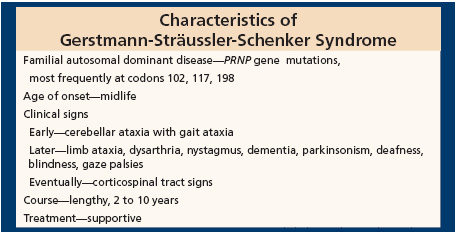 Characteristics of
Gerstmann-Sträussler-Schenker Syndrome
Familial autosomal dominant disease—PRNP gene mutations,
most frequently at codons 102, 117, 198
Age of onset—midlife
Clinical signs
Early—cerebellar ataxia with gait ataxia
Later—limb ataxia, dysarthria, nystagmus, dementia, parkinsonism, deafness,
blindness, gaze palsies
Eventually—corticospinal tract signs
Course—lengthy, 2 to 10 years
Treatment—supportive